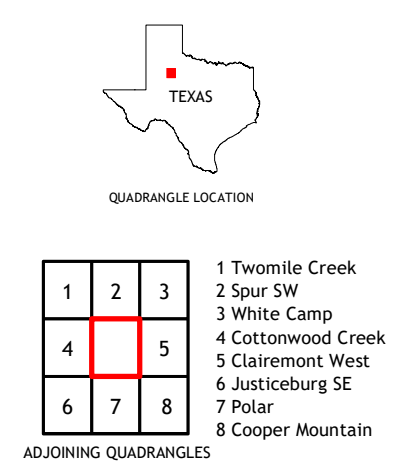 TEXAS
QUADRANGLE LOCATION
1 2 3
4 5
6 7 8
1 Twomile Creek
2 Spur SW
3 White Camp
4 Cottonwood Creek
5 Clairemont West
6 Justiceburg SE
7 Polar
8 Cooper Mountain
ADJOINING QUADRANGLES